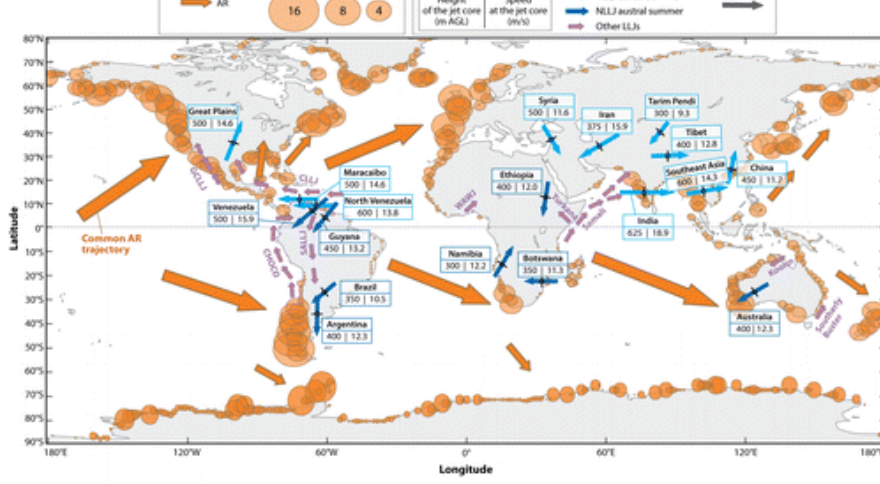 AR
16
8
4
Height
of the jet core
(m AGL)
Speed
at the jet core
(m/s)
NLLJ austral summer
Other LLJs
80°N
70°N
60°N
50°N
40°N
30°N
20°N
10°N
0°
10°S
20°S
30°S
40°S
50°S
60°S
70°S
80°S
90°S
Latitude
Great Plains
500 | 14.6
GCLLJ
CLLJ
Maracaibo
500 | 14.6
North Venezuela
600 | 13.8
Venezuela
500 | 15.9
Guyana
450 | 13.2
Common AR
trajectory
CHOCO
SALLJ
Brazil
350 | 10.5
Argentina
400 | 12.3
Syria
500 | 11.6
Iran
375 | 15.9
Tarim Pendi
300 | 9.3
Tibet
400 | 12.8
Southeast Asia
600 | 14.3
China
450 | 11.2
India
625 | 18.9
Ethiopia
400 | 12.0
WAWJ
Somali
Namibia
300 | 12.2
Botswana
350 | 11.3
Australia
400 | 12.3
Southerly
Buster
180°E
120°W
60°W
0°
60°E
120°E
180°
Longitude